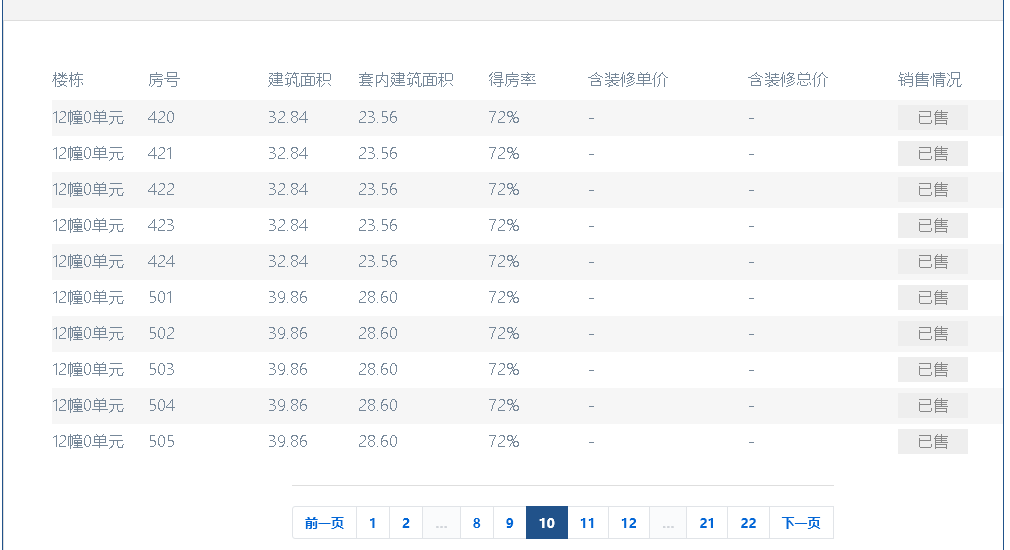 楼栋 房号 建筑面积 套内建筑面积 得房率 含装修单价 含装修总价 销售情况
12幢0单元 420 32.84 23.56 72% - - 已售
12幢0单元 421 32.84 23.56 72% - - 已售
12幢0单元 422 32.84 23.56 72% - - 已售
12幢0单元 423 32.84 23.56 72% - - 已售
12幢0单元 424 32.84 23.56 72% - - 已售
12幢0单元 501 39.86 28.60 72% - - 已售
12幢0单元 502 39.86 28.60 72% - - 已售
12幢0单元 503 39.86 28.60 72% - - 已售
12幢0单元 504 39.86 28.60 72% - - 已售
12幢0单元 505 39.86 28.60 72% - - 已售
前一页 1 2 ... 8 9 10 11 12 ... 21 22 下一页